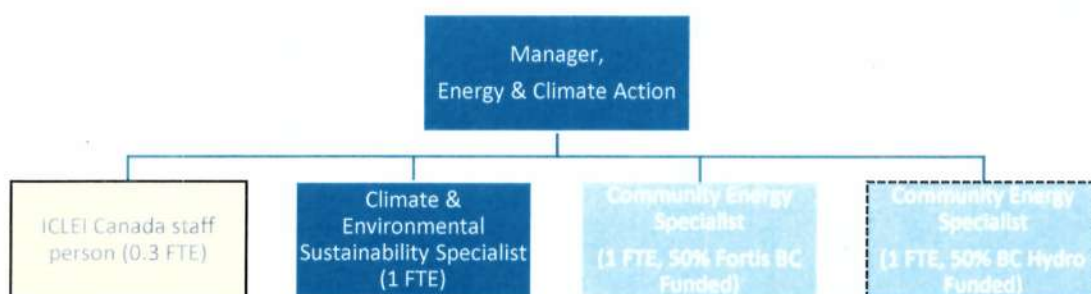 Manager,
Energy & Climate Action
ICLEI Canada staff
person (0.3 FTE)
Climate &
Environmental
Sustainability Specialist
(1 FTE)
Community Energy
Specialist
(1 FTE, 50% Fortis BC
Funded)
Community Energy
Specialist
(1 FTE, 50% BC Hydro
Funded)